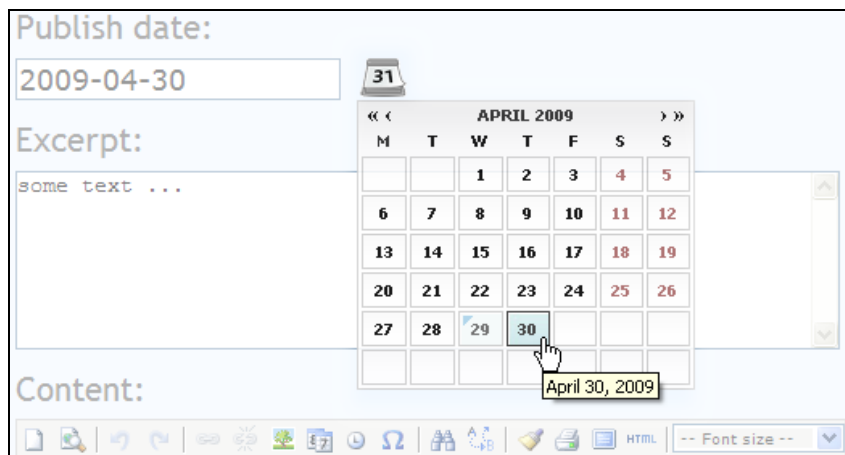 Publish date:
2009-04-30
31
« ‹ APRIL 2009 › »
M T W T F S S
1 2 3 4 5
Excerpt:
some text ...
6 7 8 9 10 11 12
13 14 15 16 17 18 19
20 21 22 23 24 25 26
27 28 29 30
April 30, 2009
Content:
HTML -- Font size --